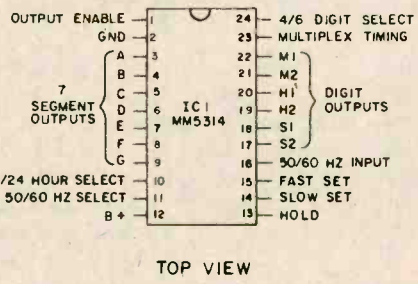 OUTPUT ENABLE 1 24 4/6 DIGIT SELECT
GND 2 23 MULTIPLEX TIMING
A 3 22 M1
B 4 21 M2
C 5 20 H1
D 6 19 H2
E 7 18 S1
F 8 17 S2
G 9 16 50/60 HZ INPUT
/24 HOUR SELECT 10 15 FAST SET
50/60 HZ SELECT 11 14 SLOW SET
B+ 12 13 HOLD
7
SEGMENT
OUTPUTS
IC1
MM5314
DIGIT
OUTPUTS
TOP VIEW